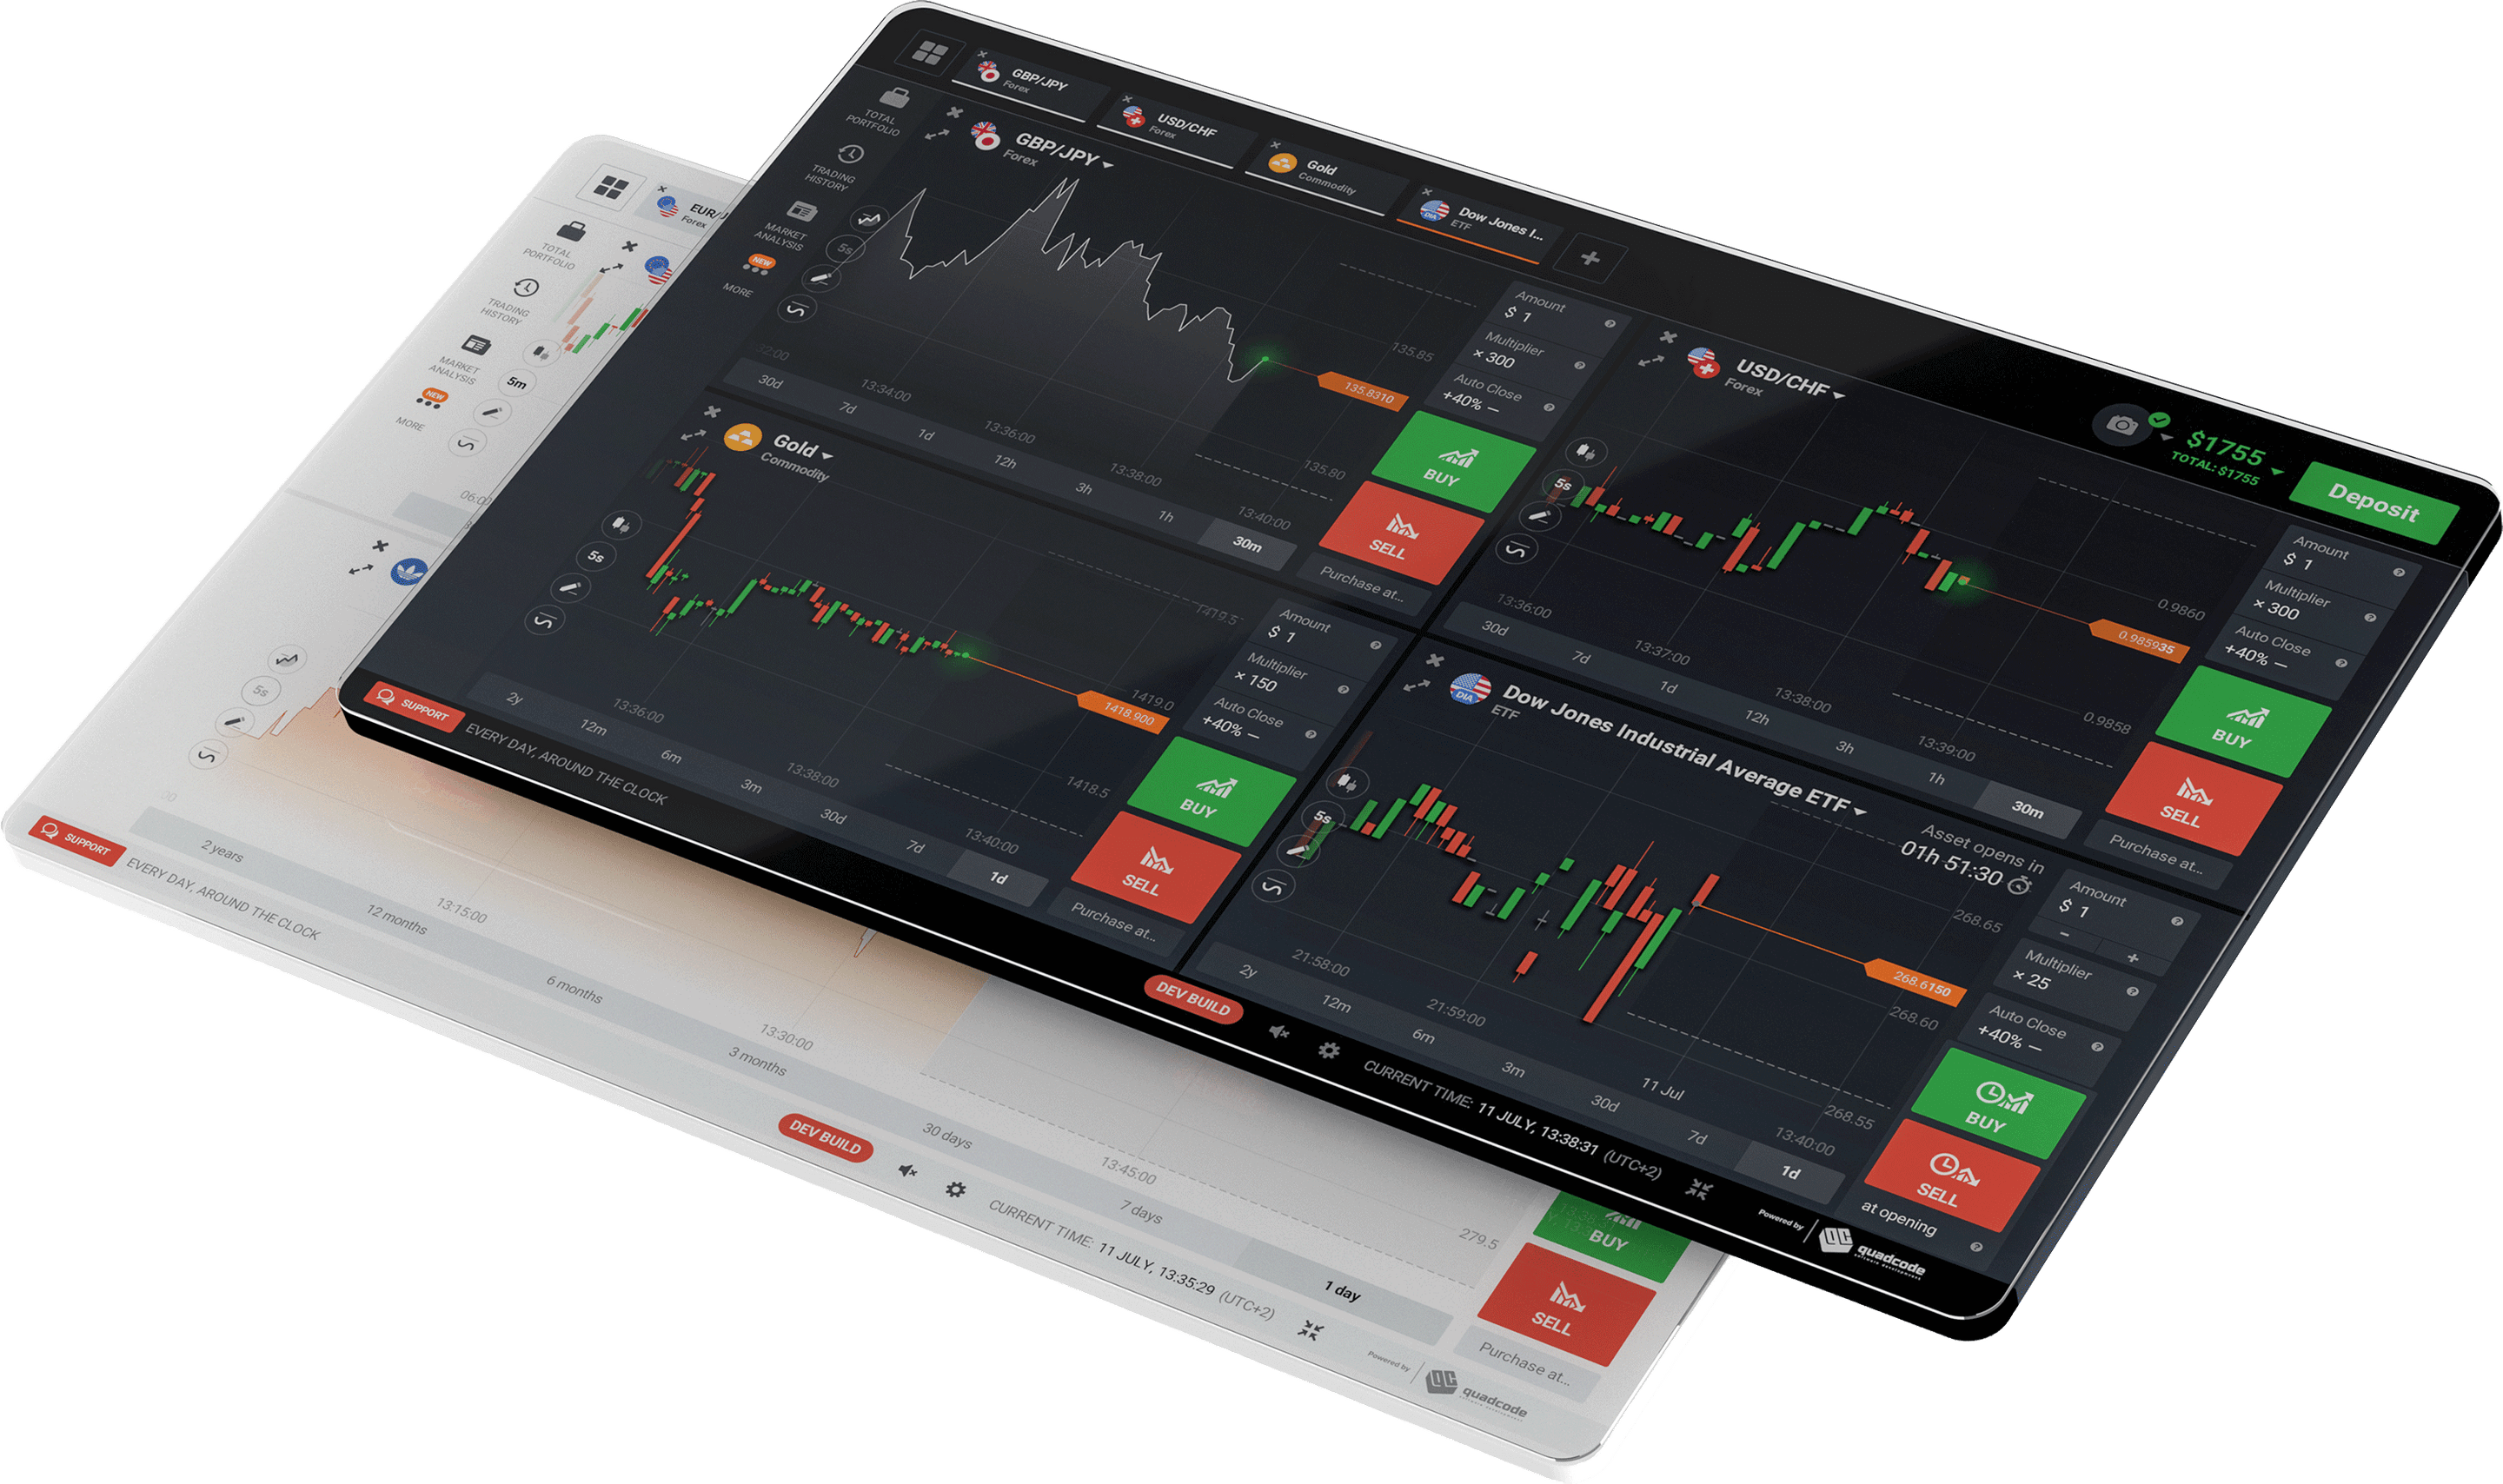 GBP/JPY
Forex
USD/CHF
Forex
Gold
Commodity
Dow Jones I...
ETF
TOTAL
PORTFOLIO
TRADING
HISTORY
MARKET
ANALYSIS
NEW
MORE
GBP/JPY
Forex
5s
135.85
135.8310
135.80
:32:00
13:34:00
13:36:00
13:38:00
13:40:00
30d
7d
1d
12h
3h
1h
30m
Amount
$ 1
Multiplier
× 300
Auto Close
+40% —
BUY
SELL
Purchase at...
USD/CHF
Forex
5s
$1755
TOTAL: $1755
Deposit
0.9860
0.985935
0.9858
13:36:00
13:37:00
13:38:00
13:39:00
30d
7d
1d
12h
3h
1h
30m
Amount
$ 1
Multiplier
× 300
Auto Close
+40% —
BUY
SELL
Purchase at...
Gold
Commodity
5s
1419.5
1419.0
1418.900
1418.5
13:36:00
13:38:00
13:40:00
2y
12m
6m
3m
30d
7d
1d
Amount
$ 1
Multiplier
× 150
Auto Close
+40% —
BUY
SELL
Purchase at...
DIA
Dow Jones Industrial Average ETF
ETF
5s
Asset opens in
01h 51:30
268.65
268.6150
268.60
268.55
21:58:00
21:59:00
11 Jul
13:40:00
2y
12m
6m
3m
30d
7d
1d
Amount
$ 1
- +
Multiplier
× 25
Auto Close
+40% —
BUY
SELL
at opening
SUPPORT
EVERY DAY, AROUND THE CLOCK
DEV BUILD
CURRENT TIME: 11 JULY, 13:38:31 (UTC+2)
Powered by
quadcode
EUR/
Forex
TOTAL
PORTFOLIO
TRADING
HISTORY
MARKET
ANALYSIS
NEW
MORE
5m
06:0
5s
2 years
12 months
6 months
3 months
30 days
7 days
1 day
13:15:00
13:30:00
13:45:00
279.5
BUY
SELL
Purchase at...
SUPPORT
EVERY DAY, AROUND THE CLOCK
DEV BUILD
CURRENT TIME: 11 JULY, 13:35:29 (UTC+2)
Powered by
quadcode